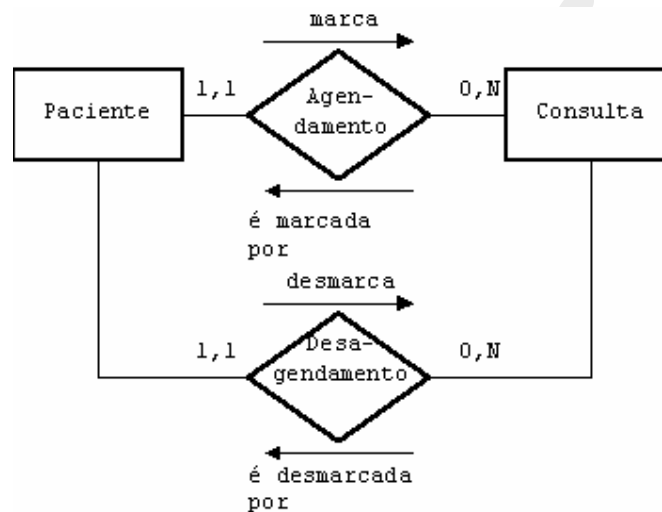 marca
Paciente
1,1
Agen-
damento
0,N
Consulta
é marcada
por
desmarca
1,1
Desa-
gendamento
0,N
é desmarcada
por